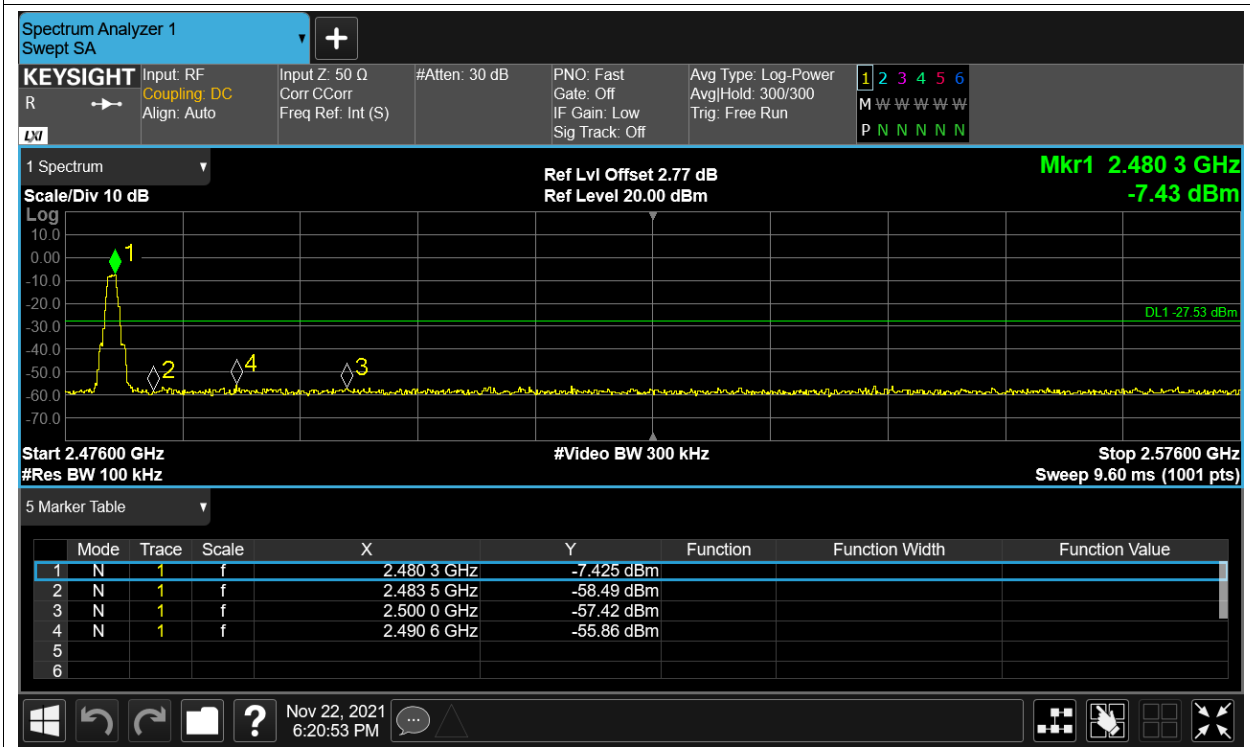 Spectrum Analyzer 1
Swept SA
KEYSIGHT
R
LXI
Input: RF
Coupling: DC
Align: Auto
Input Z: 50 Ω
Corr CCorr
Freq Ref: Int (S)
#Atten: 30 dB
PNO: Fast
Gate: Off
IF Gain: Low
Sig Track: Off
Avg Type: Log-Power
Avg|Hold: 300/300
Trig: Free Run
1 2 3 4 5 6
M W W W W W
P N N N N N
1 Spectrum
Scale/Div 10 dB
Ref Lvl Offset 2.77 dB
Ref Level 20.00 dBm
Mkr1 2.480 3 GHz
-7.43 dBm
Log
10.0
0.00
-10.0
-20.0
-30.0
-40.0
-50.0
-60.0
-70.0
1
2
4
3
DL1 -27.53 dBm
Start 2.47600 GHz
#Res BW 100 kHz
#Video BW 300 kHz
Stop 2.57600 GHz
Sweep 9.60 ms (1001 pts)
5 Marker Table
Mode Trace Scale X Y Function Function Width Function Value
1 N 1 f 2.480 3 GHz -7.425 dBm
2 N 1 f 2.483 5 GHz -58.49 dBm
3 N 1 f 2.500 0 GHz -57.42 dBm
4 N 1 f 2.490 6 GHz -55.86 dBm
5
6
?
Nov 22, 2021
6:20:53 PM